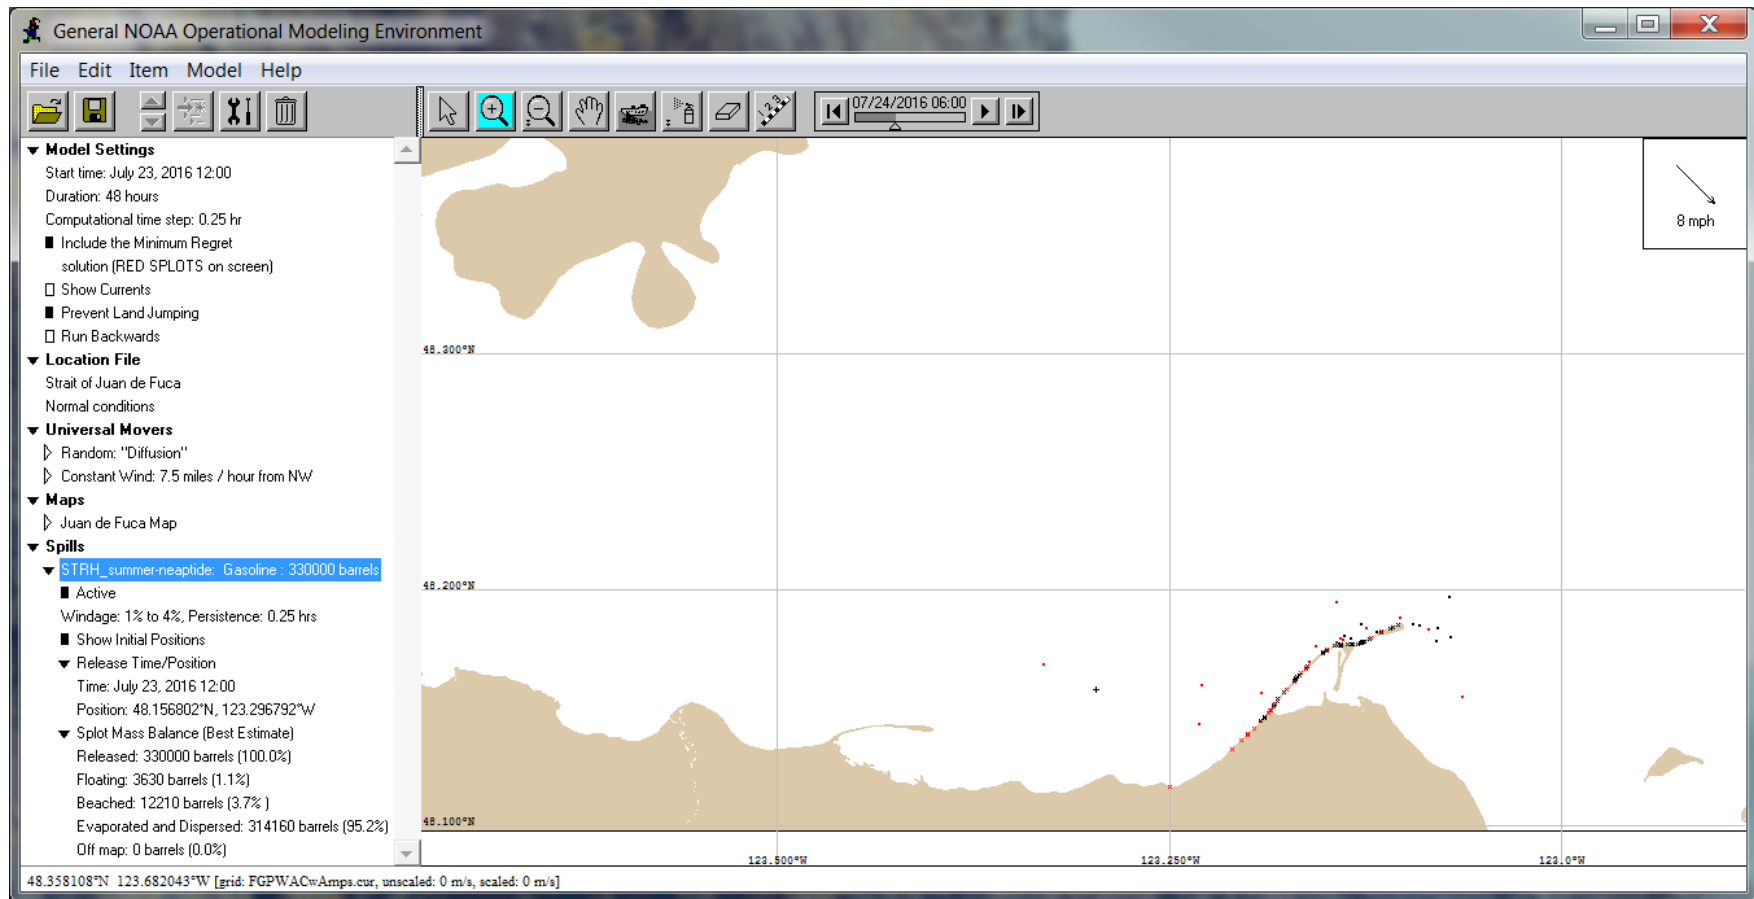 General NOAA Operational Modeling Environment
File Edit Item Model Help
07/24/2016 06:00
Model Settings
Start time: July 23, 2016 12:00
Duration: 48 hours
Computational time step: 0.25 hr
Include the Minimum Regret
solution (RED SPLOTS on screen)
Show Currents
Prevent Land Jumping
Run Backwards
Location File
Strait of Juan de Fuca
Normal conditions
Universal Movers
Random: "Diffusion"
Constant Wind: 7.5 miles / hour from NW
Maps
Juan de Fuca Map
Spills
STRH_summer-neaptide: Gasoline : 330000 barrels
Active
Windage: 1% to 4%, Persistence: 0.25 hrs
Show Initial Positions
Release Time/Position
Time: July 23, 2016 12:00
Position: 48.156802°N, 123.296792°W
Splot Mass Balance (Best Estimate)
Released: 330000 barrels (100.0%)
Floating: 3630 barrels (1.1%)
Beached: 12210 barrels (3.7% )
Evaporated and Dispersed: 314160 barrels (95.2%)
Off map: 0 barrels (0.0%)
8 mph
48.300°N
48.200°N
48.100°N
123.500°W 123.250°W 123.0°W
48.358108°N 123.682043°W [grid: FGPWACwAmps.cur, unscaled: 0 m/s, scaled: 0 m/s]